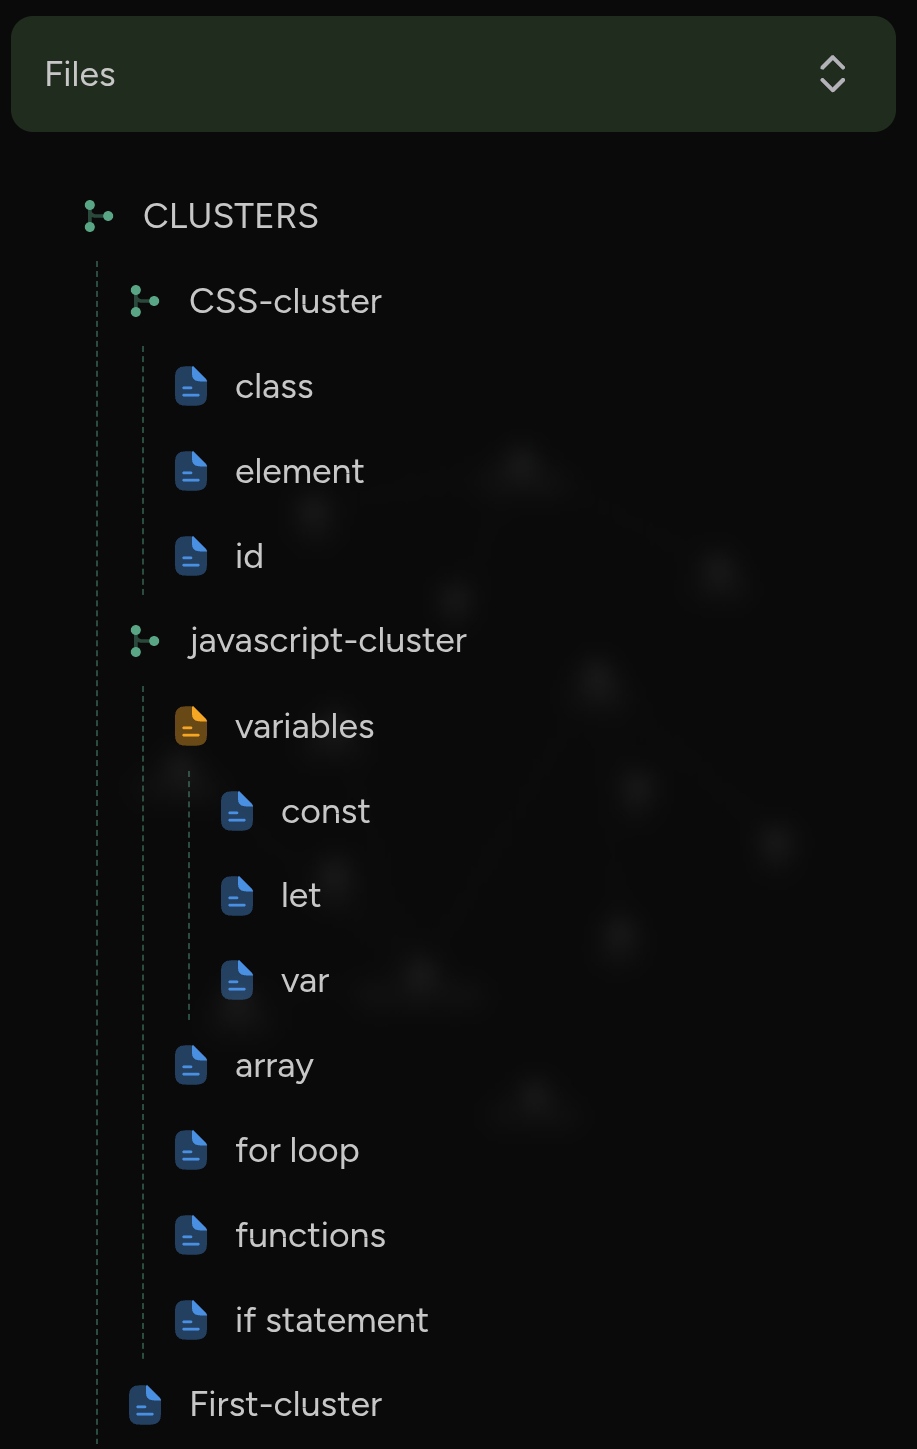 Files
CLUSTERS
CSS-cluster
class
element
id
javascript-cluster
variables
const
let
var
array
for loop
functions
if statement
First-cluster